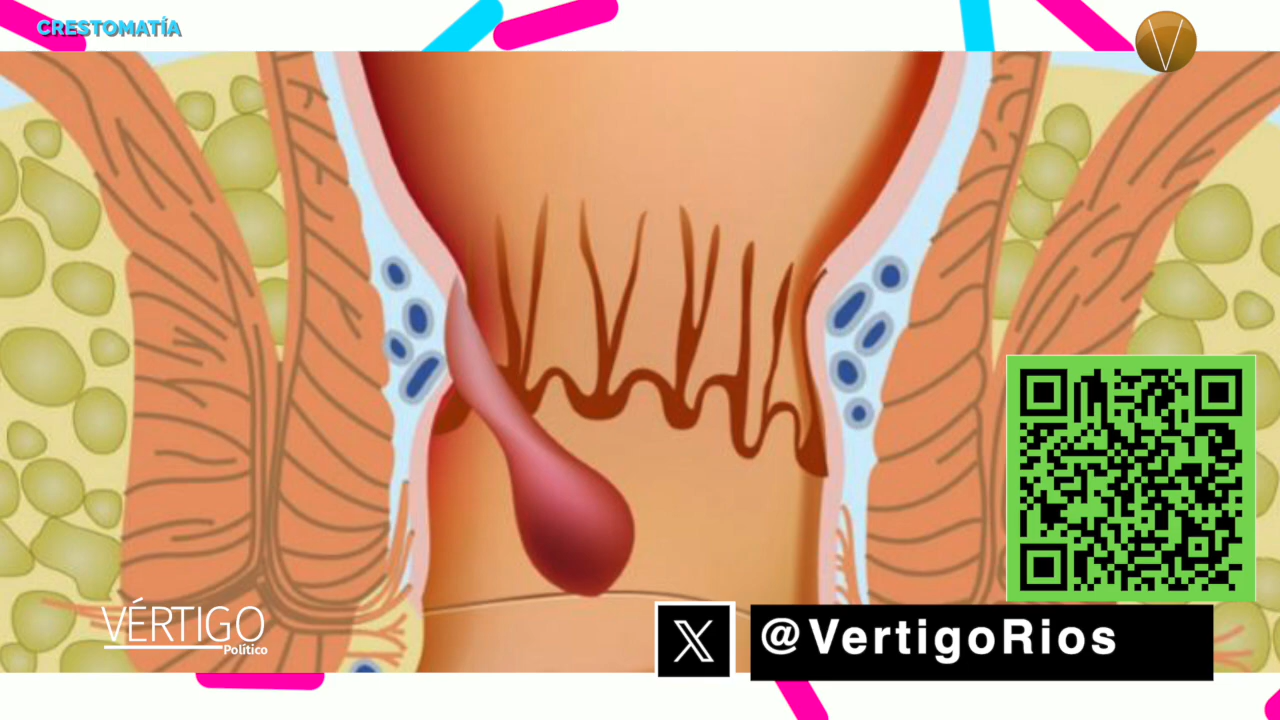 CRESTOMATÍA
V
VÉRTIGO
Político
X
@VertigoRios